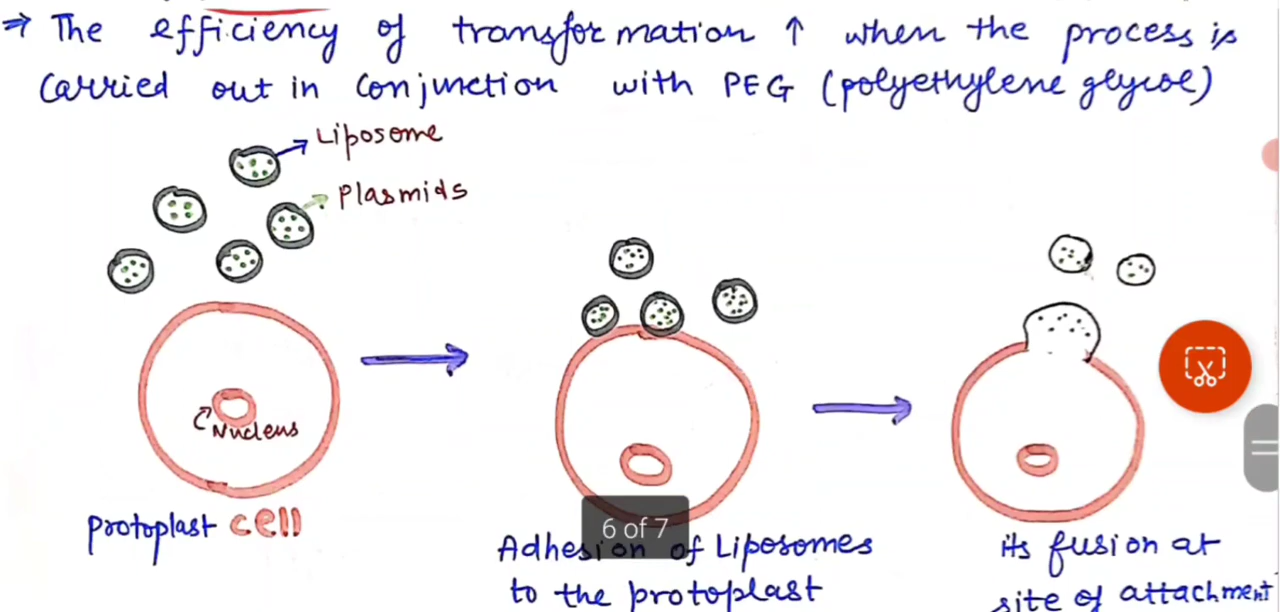 ⇒ The efficiency of transformation ↑ when the process is
carried out in conjunction with PEG (polyethylene glycol)
Liposome
Plasmids
Nucleus
protoplast cell
6 of 7
Adhesion of Liposomes
to the protoplast
its fusion at
site of attachment